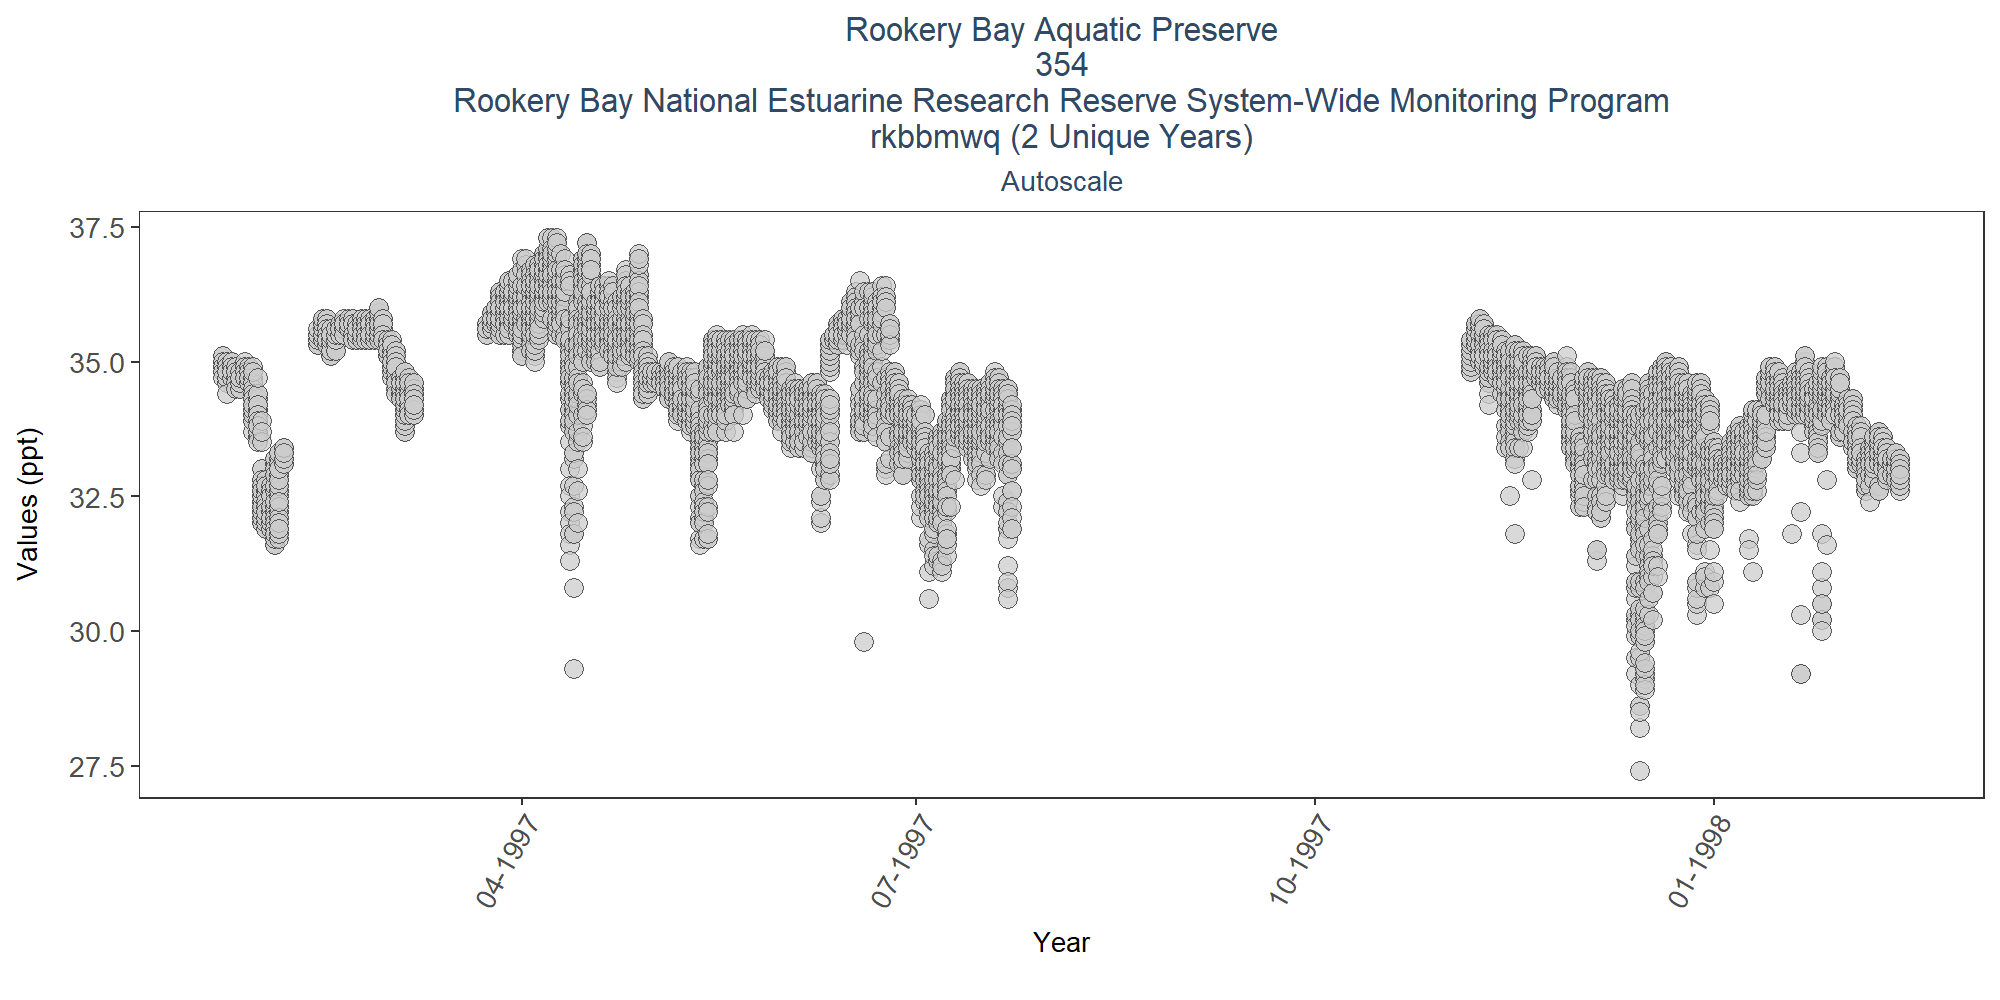 Rookery Bay Aquatic Preserve
354
Rookery Bay National Estuarine Research Reserve System-Wide Monitoring Program
rkbbmwq (2 Unique Years)
Autoscale
37.5
35.0
32.5
30.0
27.5
Values (ppt)
04-1997
07-1997
10-1997
01-1998
Year